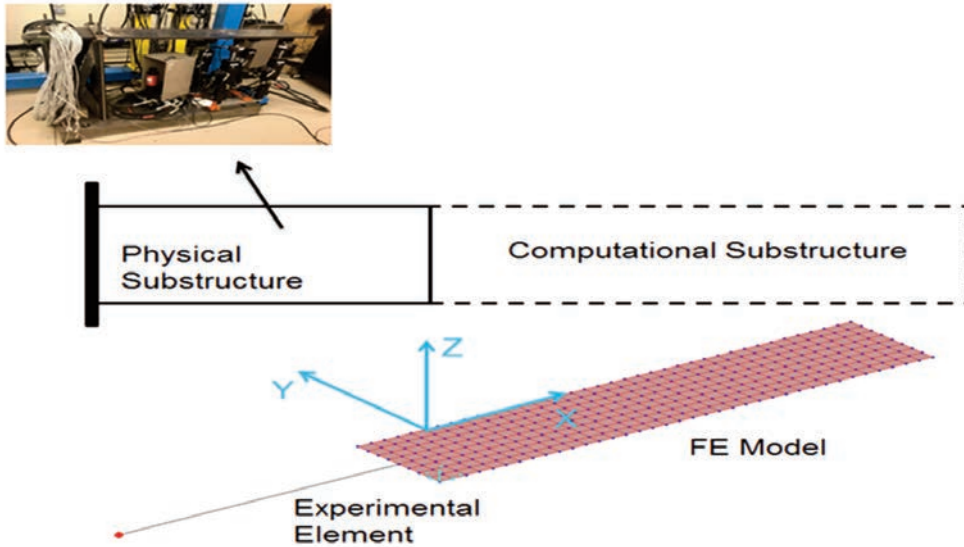 Physical
Substructure
Computational Substructure
Z
Y
X
FE Model
Experimental
Element